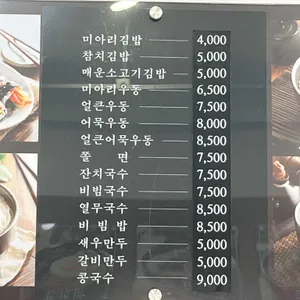 미아리김밥 4,000
참치김밥 5,000
매운소고기김밥 5,000
미아리우동 6,500
얼큰우동 7,500
어묵우동 8,000
얼큰어묵우동 8,500
쫄 면 7,500
잔치국수 7,500
비빔국수 7,500
열무국수 8,500
비 빔 밥 8,500
새우만두 5,000
갈비만두 5,000
콩국수 9,000